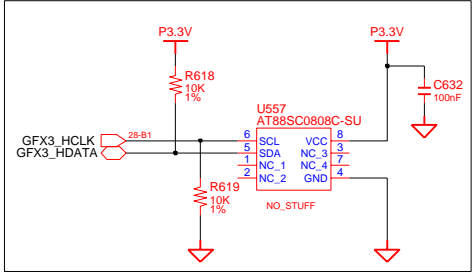 P3.3V
P3.3V
R618
10K
1%
C632
100nF
U557
AT88SC0808C-SU
GFX3_HCLK
28-B1
6
SCL
VCC
8
GFX3_HDATA
5
SDA
NC_3
3
1
NC_1
NC_4
7
2
NC_2
GND
4
R619
10K
1%
NO_STUFF